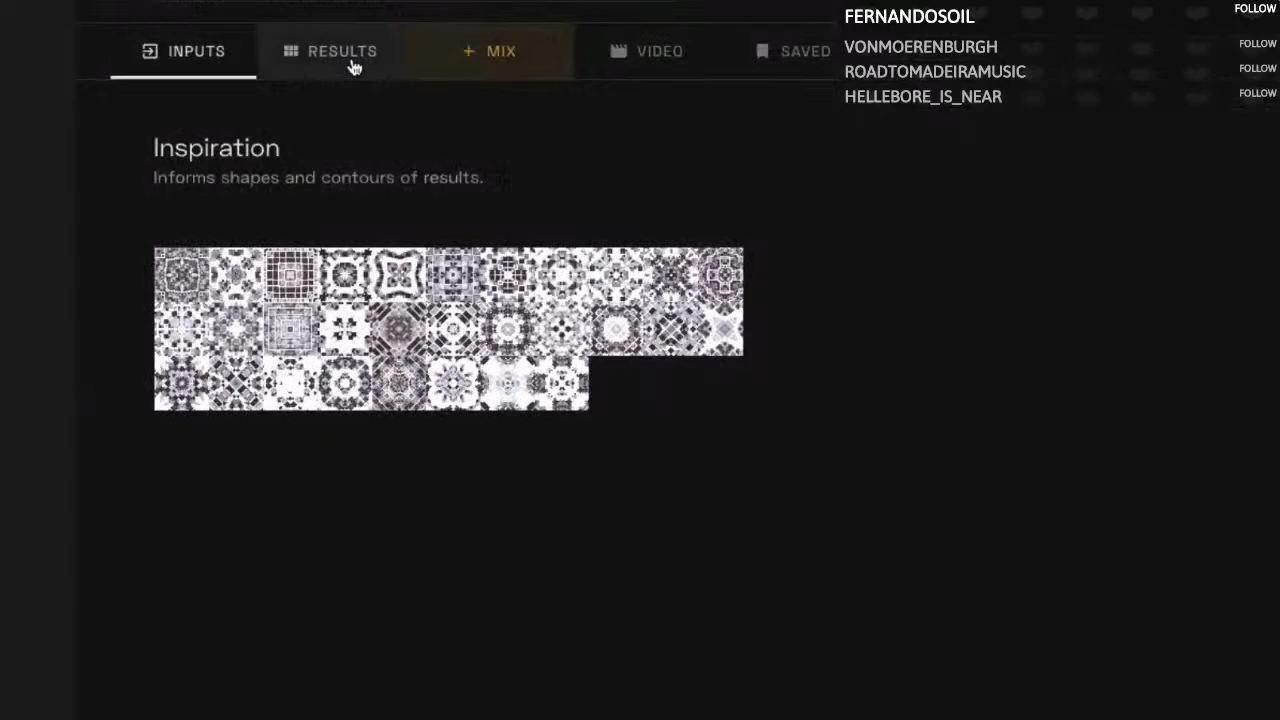 FERNANDOSOIL FOLLOW
VONMOERENBURGH FOLLOW
ROADTOMADEIRAMUSIC FOLLOW
HELLEBORE_IS_NEAR FOLLOW
INPUTS RESULTS + MIX VIDEO SAVED
Inspiration
Informs shapes and contours of results.